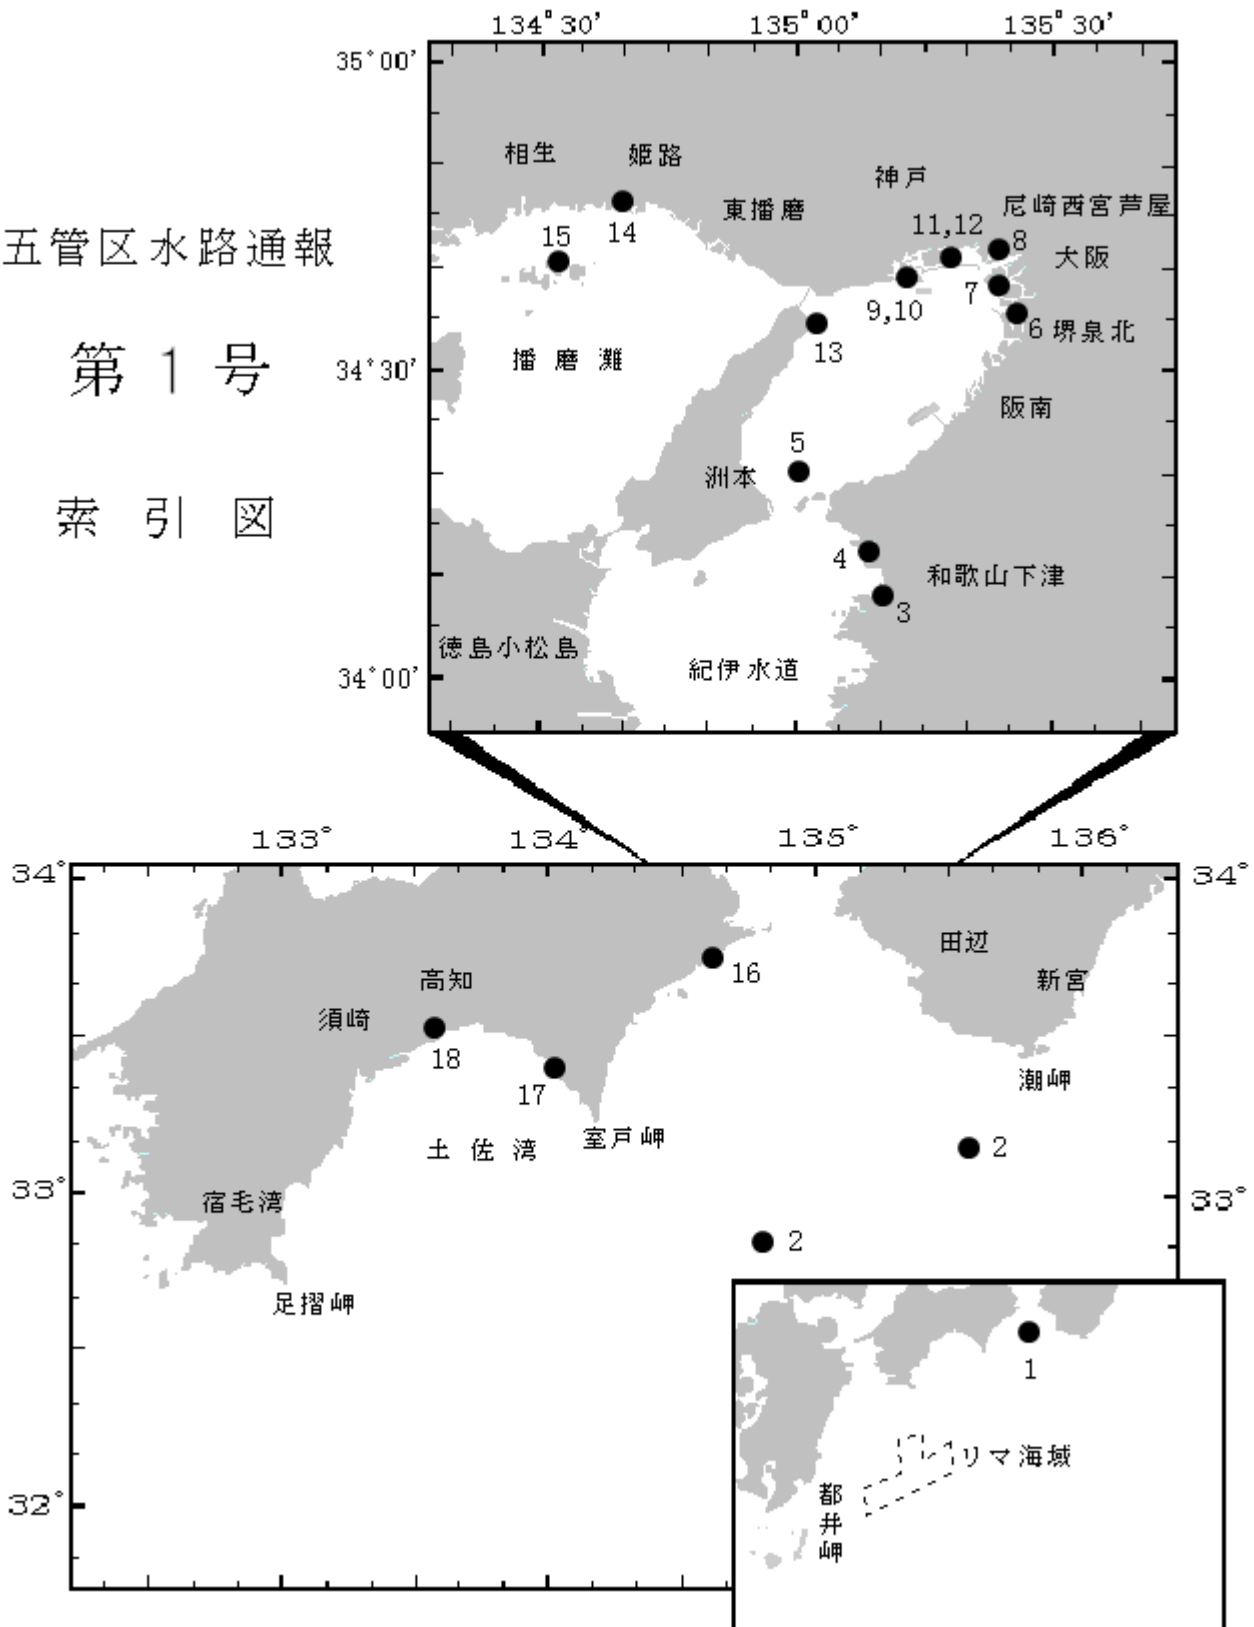 五管区水路通報
第 1 号
索 引 図
134°30' 135°00' 135°30'
35°00'
34°30'
34°00'
相生 姫路
東播磨
神戸
尼崎西宮芦屋
大阪
堺泉北
阪南
播 磨 灘
洲本
和歌山下津
徳島小松島
紀伊水道
15
14
11,12
8
9,10
7
6
13
5
4
3
133° 134° 135° 136°
34° 34°
33° 33°
32°
田辺
新宮
潮岬
高知
須崎
16
18
17
土 佐 湾
室戸岬
宿毛湾
足摺岬
2
2
1
リマ海域
都井岬